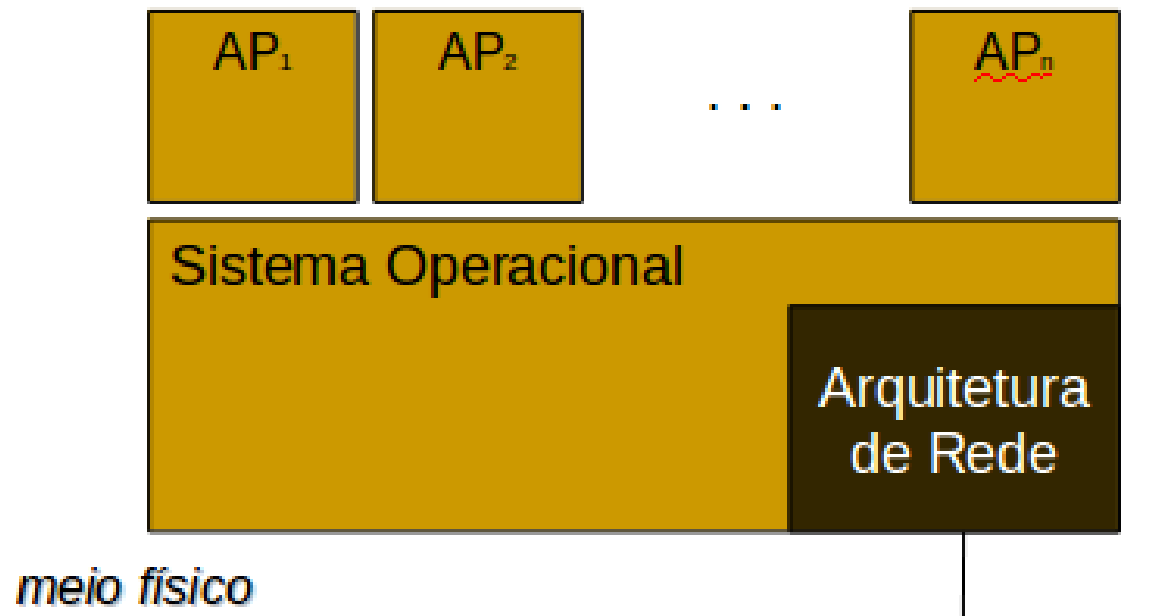 AP₁ AP₂ . . . APₙ
Sistema Operacional
Arquitetura
de Rede
meio físico